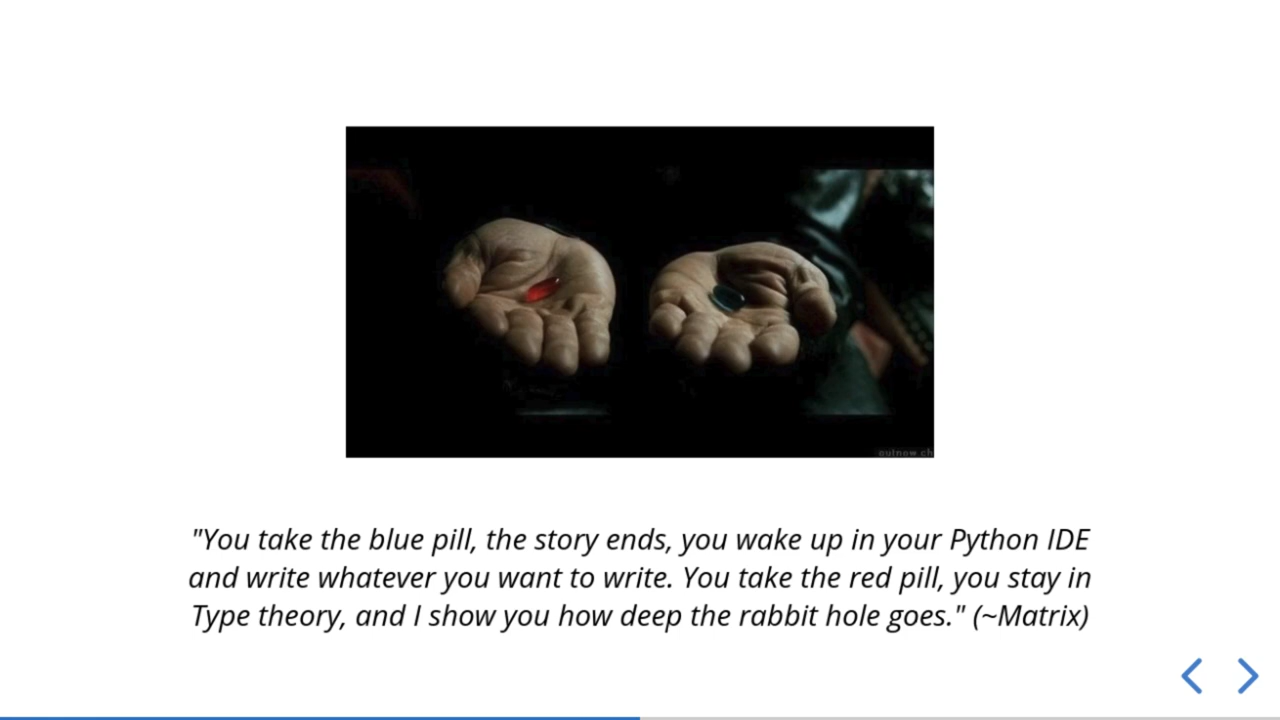 outnow.ch
"You take the blue pill, the story ends, you wake up in your Python IDE
and write whatever you want to write. You take the red pill, you stay in
Type theory, and I show you how deep the rabbit hole goes." (~Matrix)